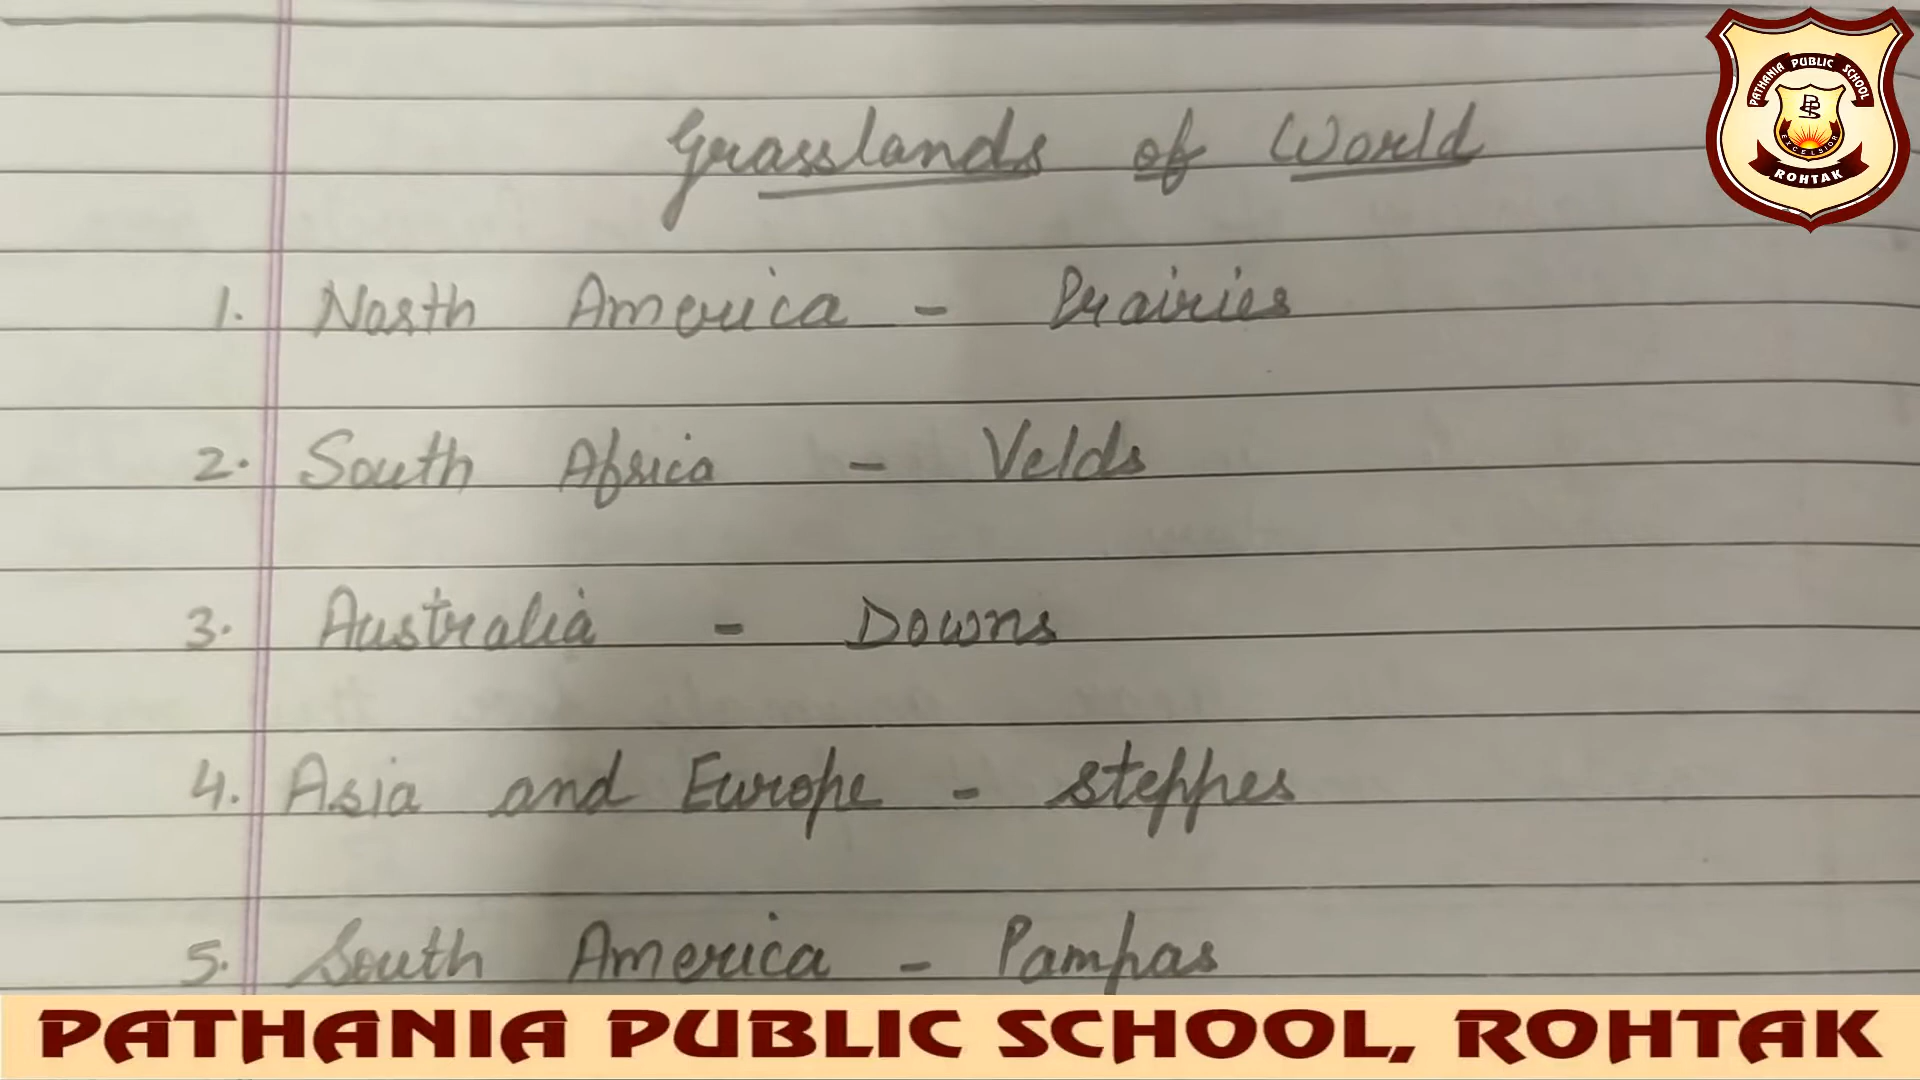 Grasslands of World
1. North America - Prairies
2. South Africa - Velds
3. Australia - Downs
4. Asia and Europe - steppes
5. South America - Pampas
PATHANIA PUBLIC SCHOOL
EXCELSIOR
ROHTAK
PATHANIA PUBLIC SCHOOL, ROHTAK